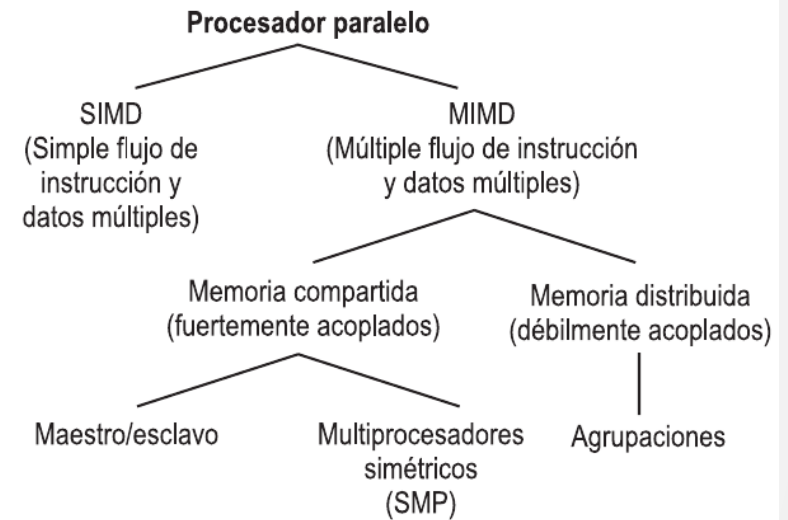 Procesador paralelo
SIMD
(Simple flujo de
instrucción y
datos múltiples)
MIMD
(Múltiple flujo de instrucción
y datos múltiples)
Memoria compartida
(fuertemente acoplados)
Memoria distribuida
(débilmente acoplados)
Maestro/esclavo
Multiprocesadores
simétricos
(SMP)
Agrupaciones